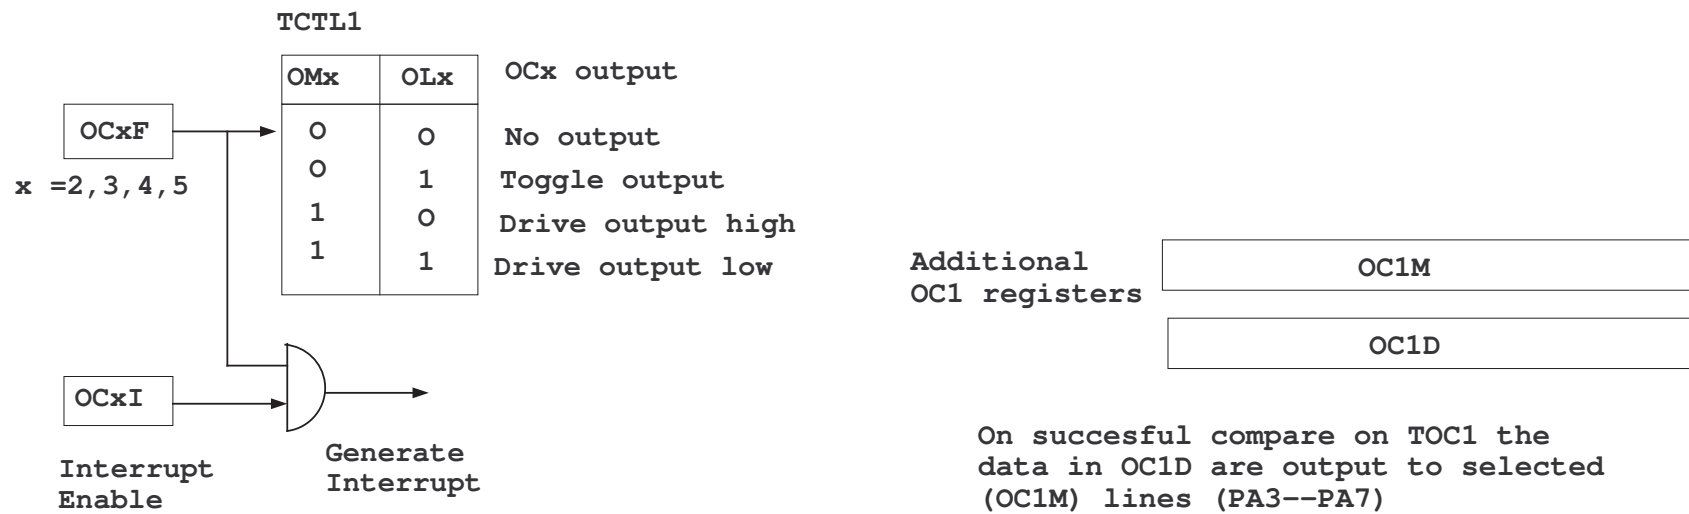 TCTL1
OMx OLx OCx output
OCxF
0 0 No output
0 1 Toggle output
1 0 Drive output high
1 1 Drive output low
x =2,3,4,5
OCxI
Interrupt
Enable
Generate
Interrupt
Additional
OC1 registers
OC1M
OC1D
On succesful compare on TOC1 the
data in OC1D are output to selected
(OC1M) lines (PA3--PA7)